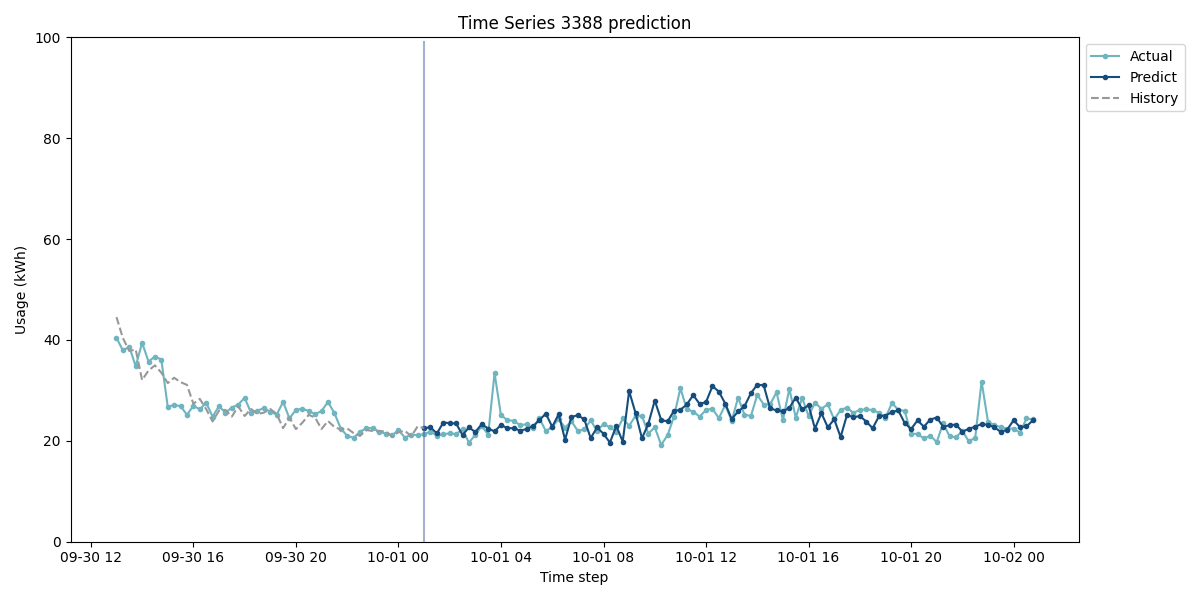 Time Series 3388 prediction
100
80
60
40
20
0
Usage (kWh)
09-30 12
09-30 16
09-30 20
10-01 00
10-01 04
10-01 08
10-01 12
10-01 16
10-01 20
10-02 00
Time step
Actual
Predict
History